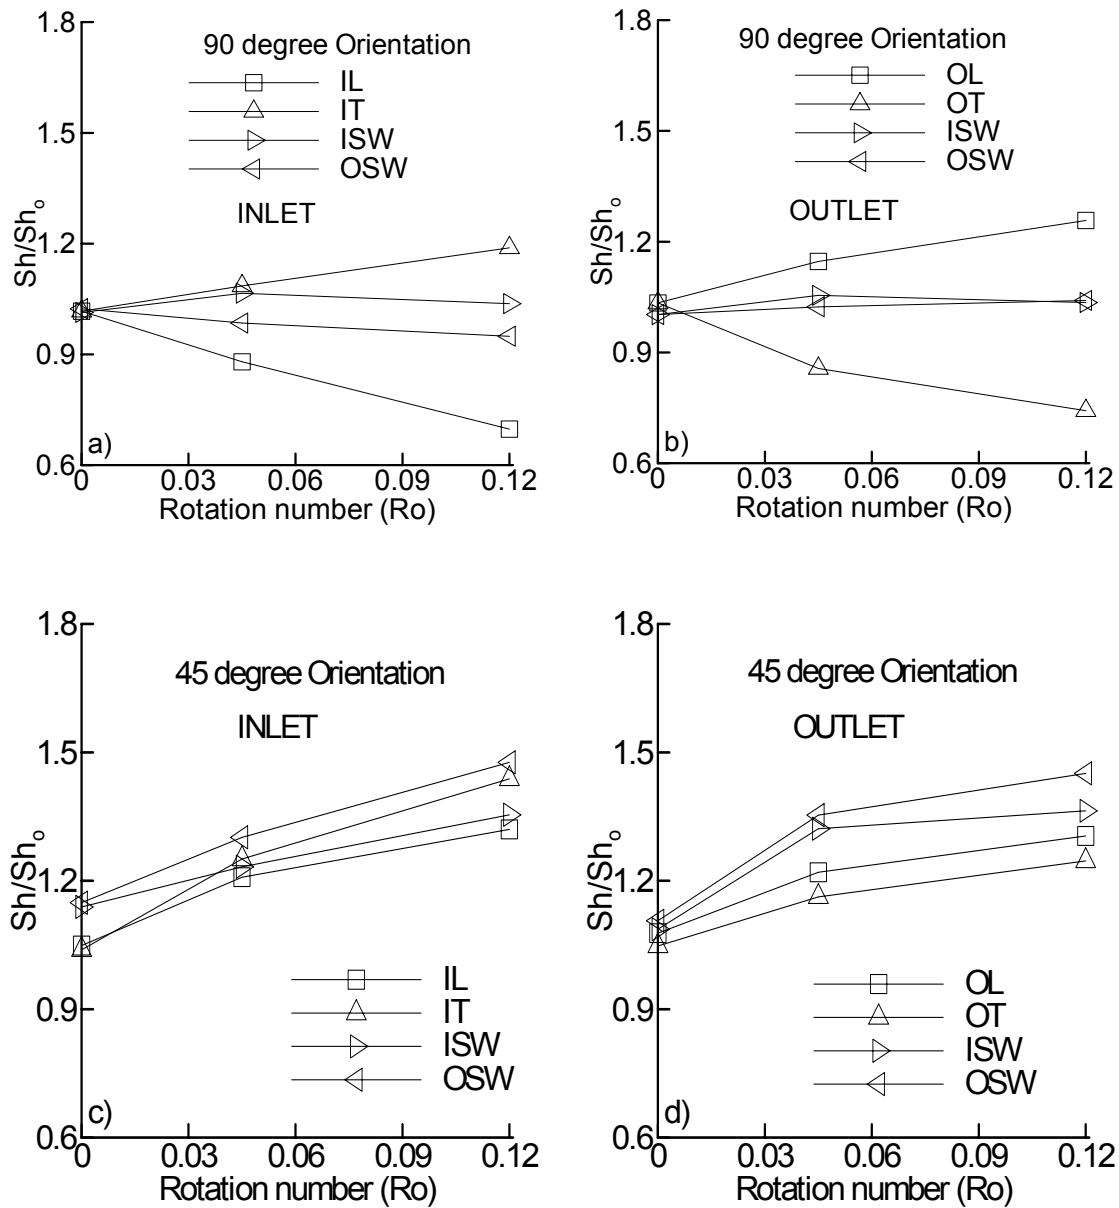 1.8
90 degree Orientation
IL
IT
ISW
OSW
INLET
1.5
1.2
0.9
0.6
Sh/Sho
a)
0 0.03 0.06 0.09 0.12
Rotation number (Ro)
1.8
90 degree Orientation
OL
OT
ISW
OSW
OUTLET
1.5
1.2
0.9
0.6
Sh/Sho
b)
0 0.03 0.06 0.09 0.12
Rotation number (Ro)
1.8
45 degree Orientation
INLET
1.5
1.2
0.9
0.6
Sh/Sho
IL
IT
ISW
OSW
c)
0 0.03 0.06 0.09 0.12
Rotation number (Ro)
1.8
45 degree Orientation
OUTLET
1.5
1.2
0.9
0.6
Sh/Sho
OL
OT
ISW
OSW
d)
0 0.03 0.06 0.09 0.12
Rotation number (Ro)